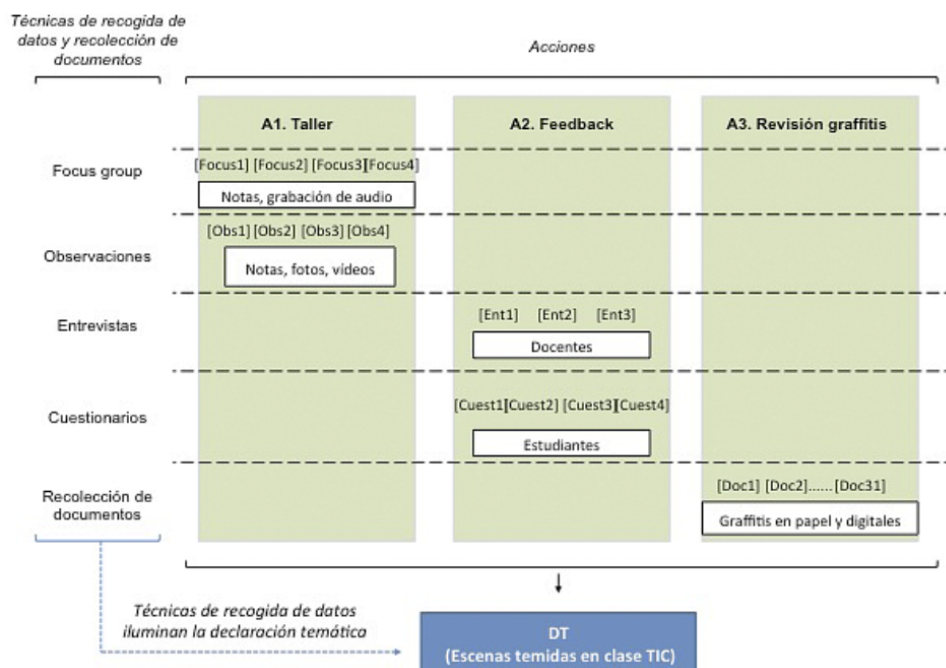 Técnicas de recogida de
datos y recolección de
documentos
Acciones
A1. Taller
A2. Feedback
A3. Revisión graffitis
Focus group
[Focus1] [Focus2] [Focus3][Focus4]
Notas, grabación de audio
Observaciones
[Obs1] [Obs2] [Obs3] [Obs4]
Notas, fotos, vídeos
Entrevistas
[Ent1] [Ent2] [Ent3]
Docentes
Cuestionarios
[Cuest1][Cuest2] [Cuest3][Cuest4]
Estudiantes
Recolección de
documentos
[Doc1] [Doc2]......[Doc31]
Graffitis en papel y digitales
Técnicas de recogida de datos
iluminan la declaración temática
DT
(Escenas temidas en clase TIC)